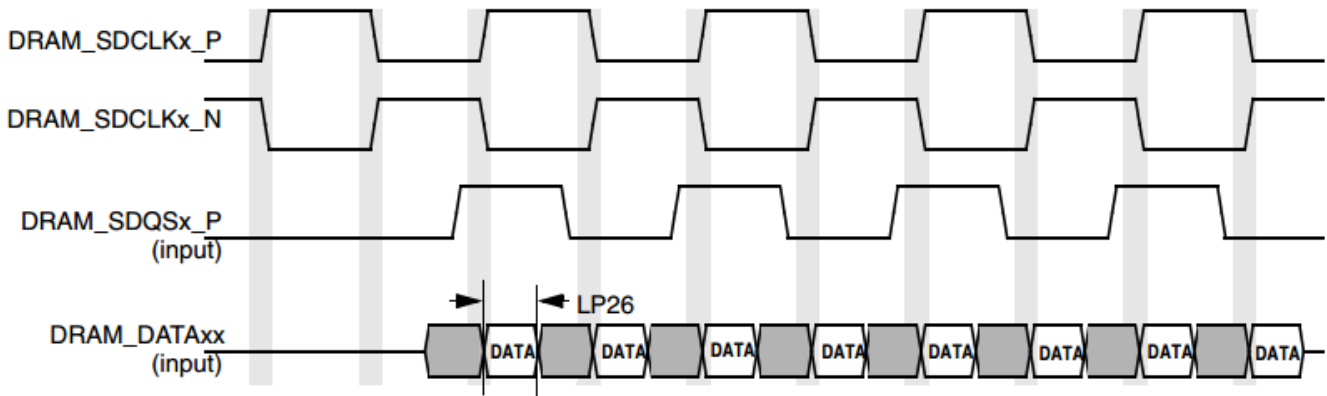 DRAM_SDCLKx_P
DRAM_SDCLKx_N
DRAM_SDQSx_P
(input)
LP26
DRAM_DATAxx
(input)
DATA DATA DATA DATA DATA DATA DATA DATA